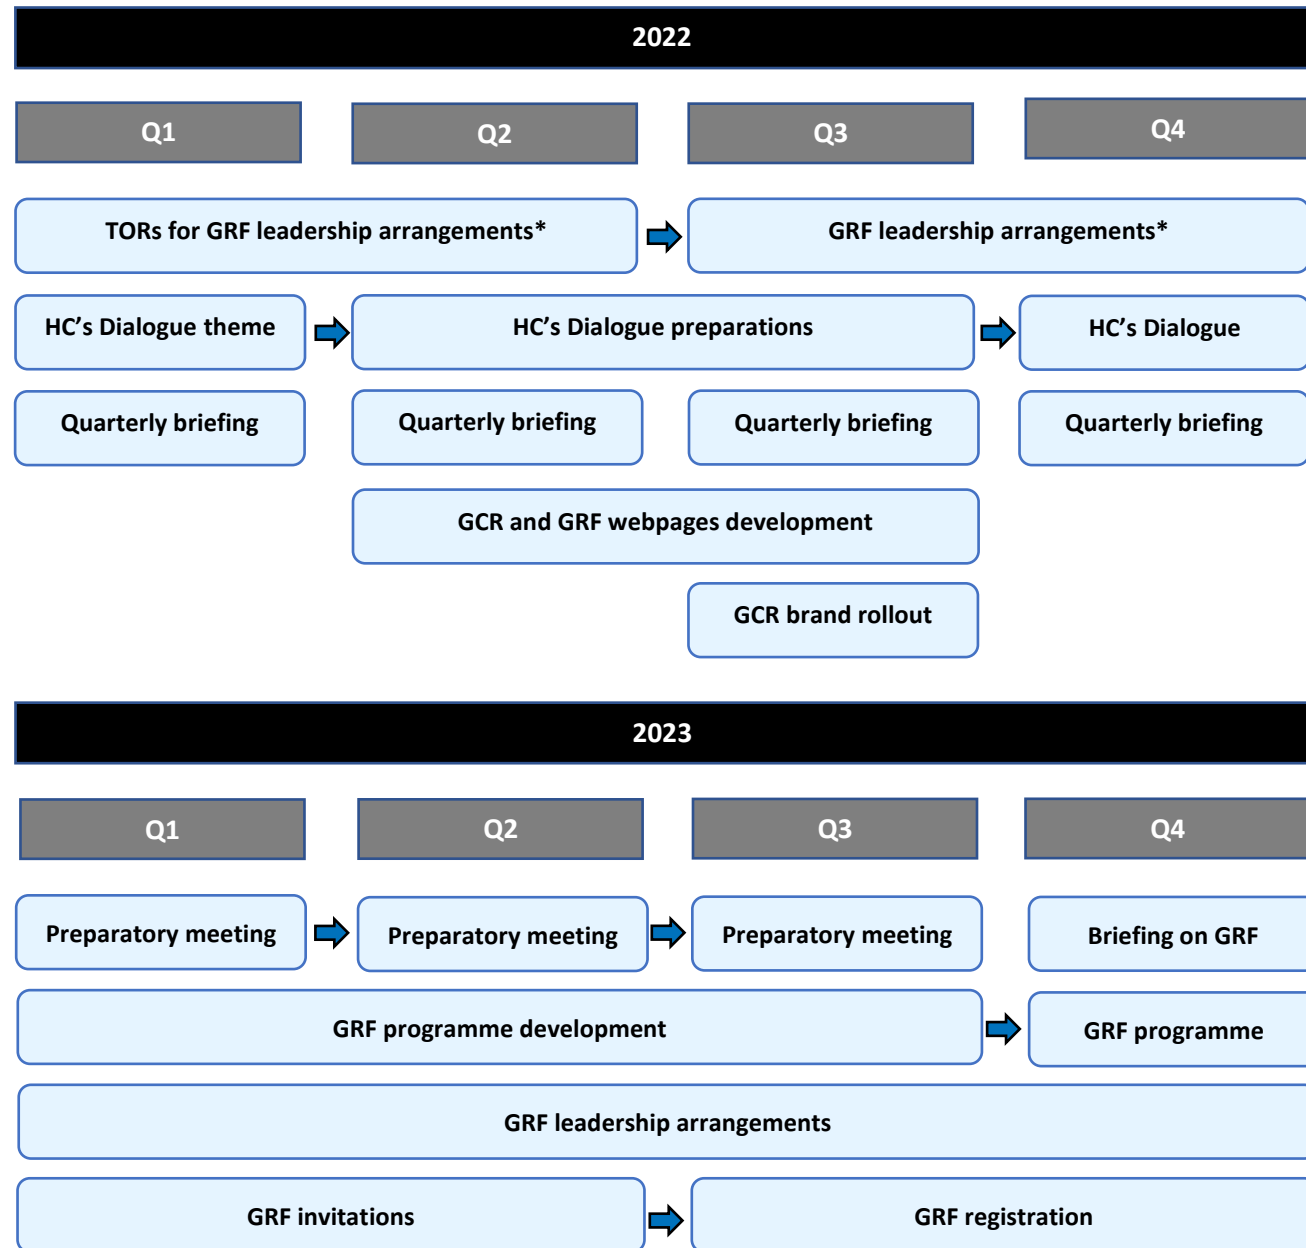 2022
Q1
Q2
Q3
Q4
TORs for GRF leadership arrangements*
GRF leadership arrangements*
HC’s Dialogue theme
HC’s Dialogue preparations
HC’s Dialogue
Quarterly briefing
Quarterly briefing
Quarterly briefing
Quarterly briefing
GCR and GRF webpages development
GCR brand rollout
2023
Q1
Q2
Q3
Q4
Preparatory meeting
Preparatory meeting
Preparatory meeting
Briefing on GRF
GRF programme development
GRF programme
GRF leadership arrangements
GRF invitations
GRF registration